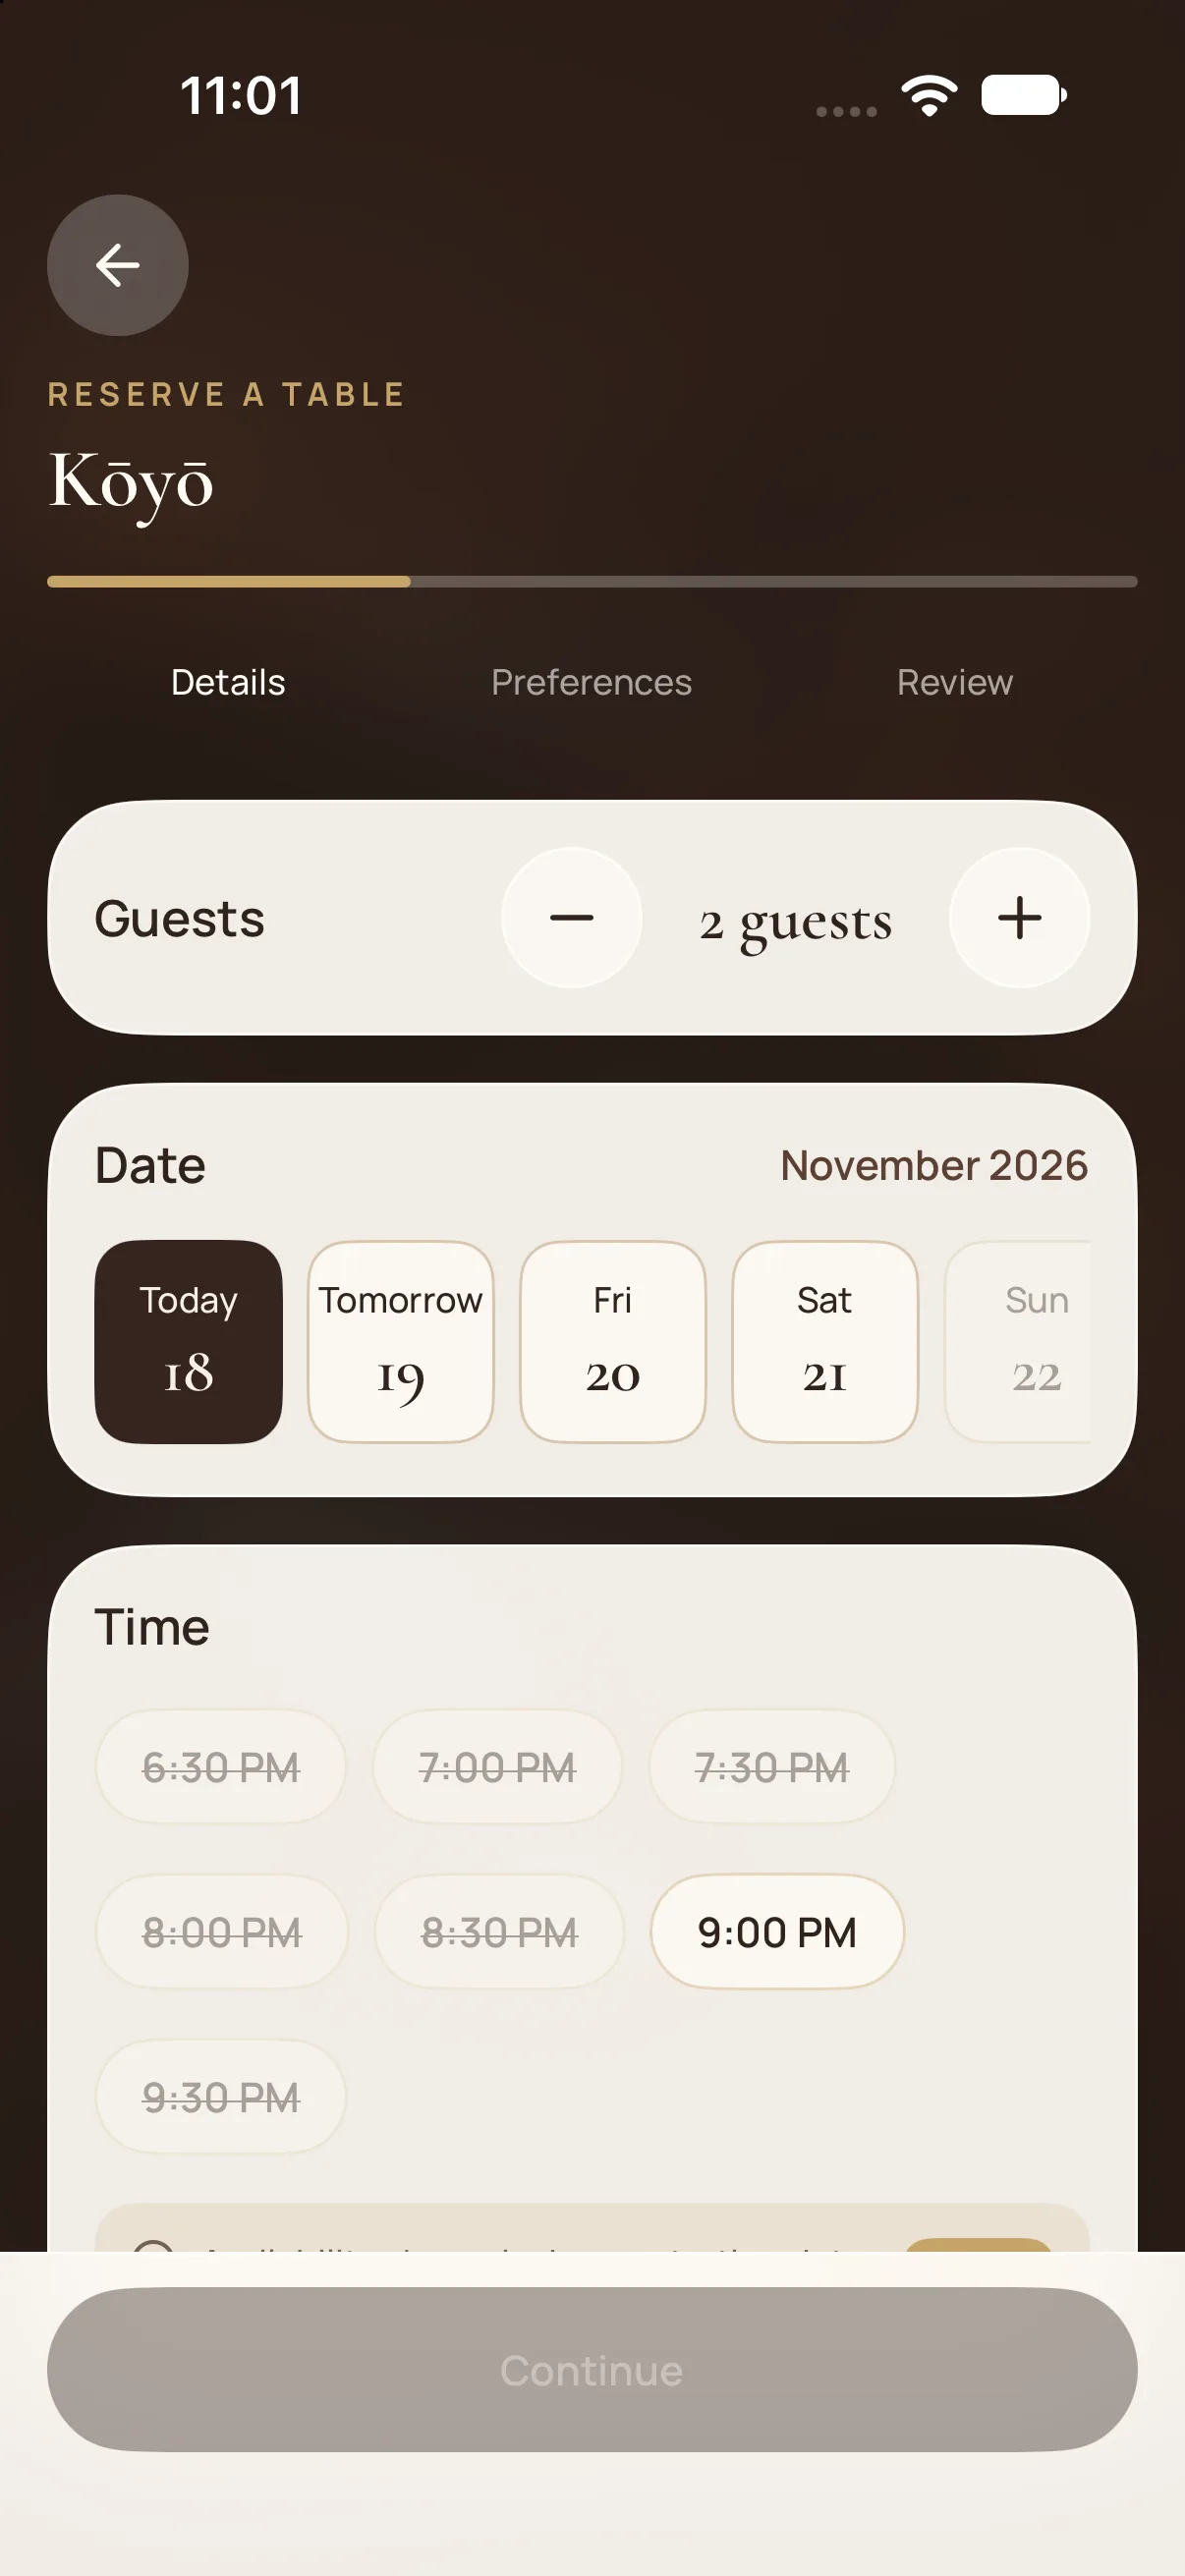 11:01
RESERVE A TABLE
Kōyō
Details Preferences Review
Guests 2 guests
Date November 2026
Today Tomorrow Fri Sat Sun
18 19 20 21 22
Time
6:30 PM 7:00 PM 7:30 PM
8:00 PM 8:30 PM 9:00 PM
9:30 PM
Continue